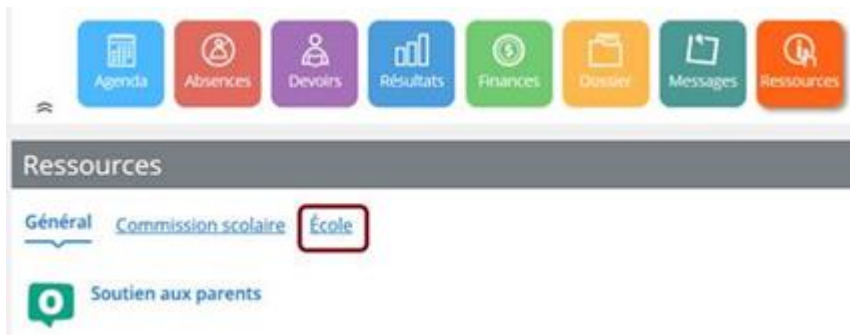 Agenda Absences Devoirs Résultats Finances Dossier Messages Ressources
Ressources
Général Commission scolaire École
Soutien aux parents